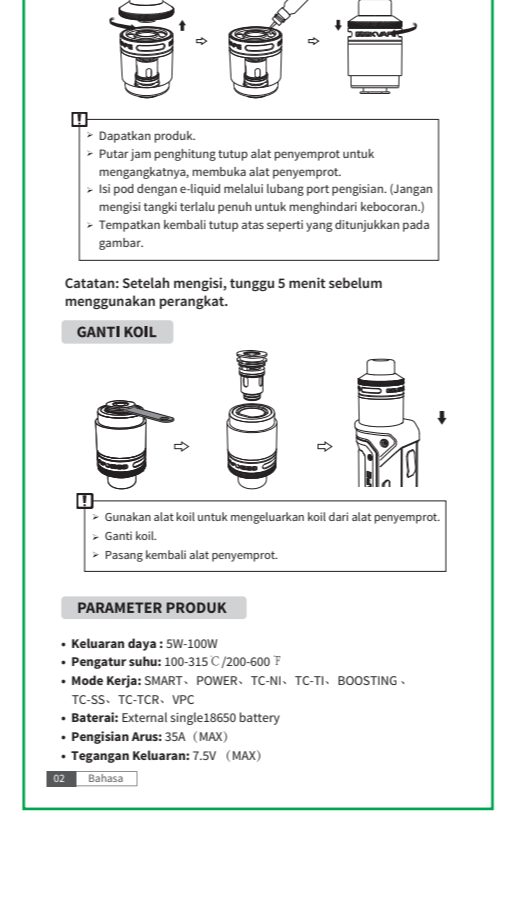 Dapatkan produk.
Putar jam penghitung tutup alat penyemprot untuk
mengangkatnya, membuka alat penyemprot.
Isi pod dengan e-liquid melalui lubang port pengisian. (Jangan
mengisi tangki terlalu penuh untuk menghindari kebocoran.)
Tempatkan kembali tutup atas seperti yang ditunjukkan pada
gambar.
Catatan: Setelah mengisi, tunggu 5 menit sebelum
menggunakan perangkat.
GANTI KOIL
Gunakan alat koil untuk mengeluarkan koil dari alat penyemprot.
Ganti koil.
Pasang kembali alat penyemprot.
PARAMETER PRODUK
• Keluaran daya : 5W-100W
• Pengatur suhu: 100-315℃/200-600℉
• Mode Kerja: SMART、POWER、TC-NI、TC-TI、BOOSTING、
TC-SS、TC-TCR、VPC
• Baterai: External single18650 battery
• Pengisian Arus: 35A（MAX）
• Tegangan Keluaran: 7.5V （MAX）
02 Bahasa